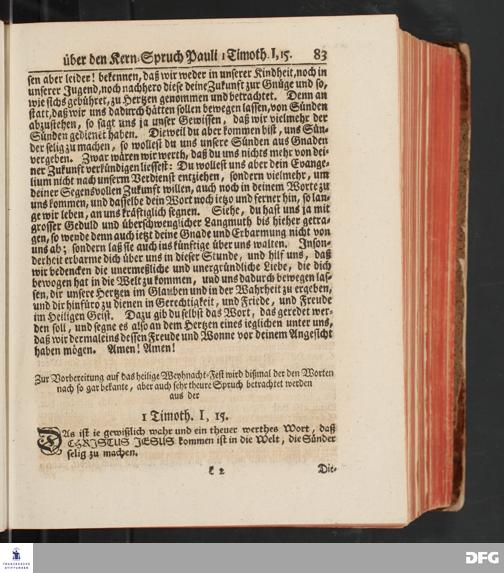 über den Kern-Spruch Pauli 1 Timoth. I, 15. 83
sen aber leider! bekennen, daß wir weder in unserer Kindheit, noch in
unserer Jugend, noch nachhero diese deine Zukunft zur Gnüge und so,
wie sichs gebühret, zu Hertzen genommen und betrachtet. Denn an
statt, daß wir uns dadurch hätten sollen bewegen lassen, von Sünden
abzustehen, so sagt uns ja unser Gewissen, daß wir vielmehr der
Sünden gedienet haben. Dieweil du aber kommen bist, uns Sün-
der selig zu machen, so wollest du uns unsere Sünden aus Gnaden
vergeben. Zwar wären wir werth, daß du uns nichts mehr von dei-
ner Zukunft verkündigen liessest: Du wollest uns aber dein Evange-
lium nicht nach unserm Verdienst entziehen, sondern vielmehr, um
deiner Segensvollen Zukunft willen, auch noch in deinem Worte zu
uns kommen, und dasselbe dein Wort noch ietzo und ferner hin, so lan-
ge wir leben, an uns kräftiglich segnen. Siehe, du hast uns ja mit
grosser Geduld und überschwenglicher Langmuth bis hieher getra-
gen, so wende denn auch ietzt deine Gnade und Erbarmung nicht von
uns ab; sondern laß sie auch ins künftige über uns walten. Inson-
derheit erbarme dich über uns in dieser Stunde, und hilf uns, daß
wir bedencken die unermeßliche und unergründliche Liebe, die dich
bewogen hat in die Welt zu kommen, und uns dadurch bewegen las-
sen, dir unsere Hertzen im Glauben und in der Wahrheit zu ergeben,
und dir hinfüro zu dienen in Gerechtigkeit, und Friede, und Freude
im Heiligen Geist. Dazu gib du selbst das Wort, das geredet wer-
den soll, und segne es also an dem Hertzen eines ieglichen unter uns,
daß wir dermaleins dessen Freude und Wonne vor deinem Angesicht
haben mögen. Amen! Amen!
Zur Vorbereitung auf das heilige Weyhnacht-Fest wird dißmal der den Worten
nach so gar bekante, aber auch sehr theure Spruch betrachtet werden
aus der
1 Timoth. I, 15.
DAs ist ie gewißlich wahr und ein theuer werthes Wort, daß
CHRISTUS JESUS kommen ist in die Welt, die Sünder
selig zu machen.
L 2 Dit-
FRANCKESCHE
STIFTUNGEN
DFG